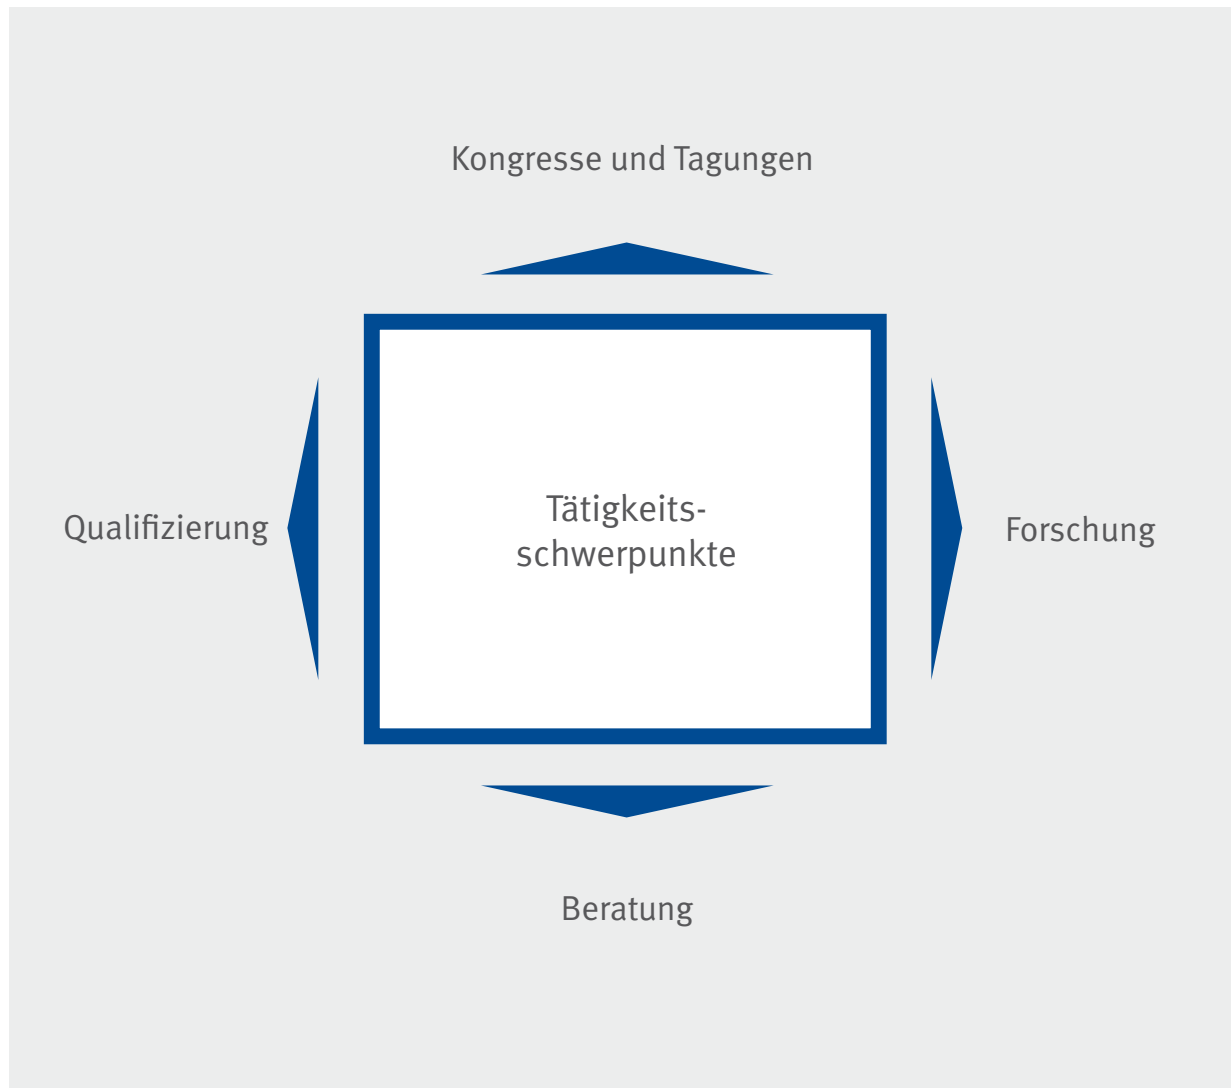 Kongresse und Tagungen
Qualifizierung
Tätigkeits-
schwerpunkte
Forschung
Beratung